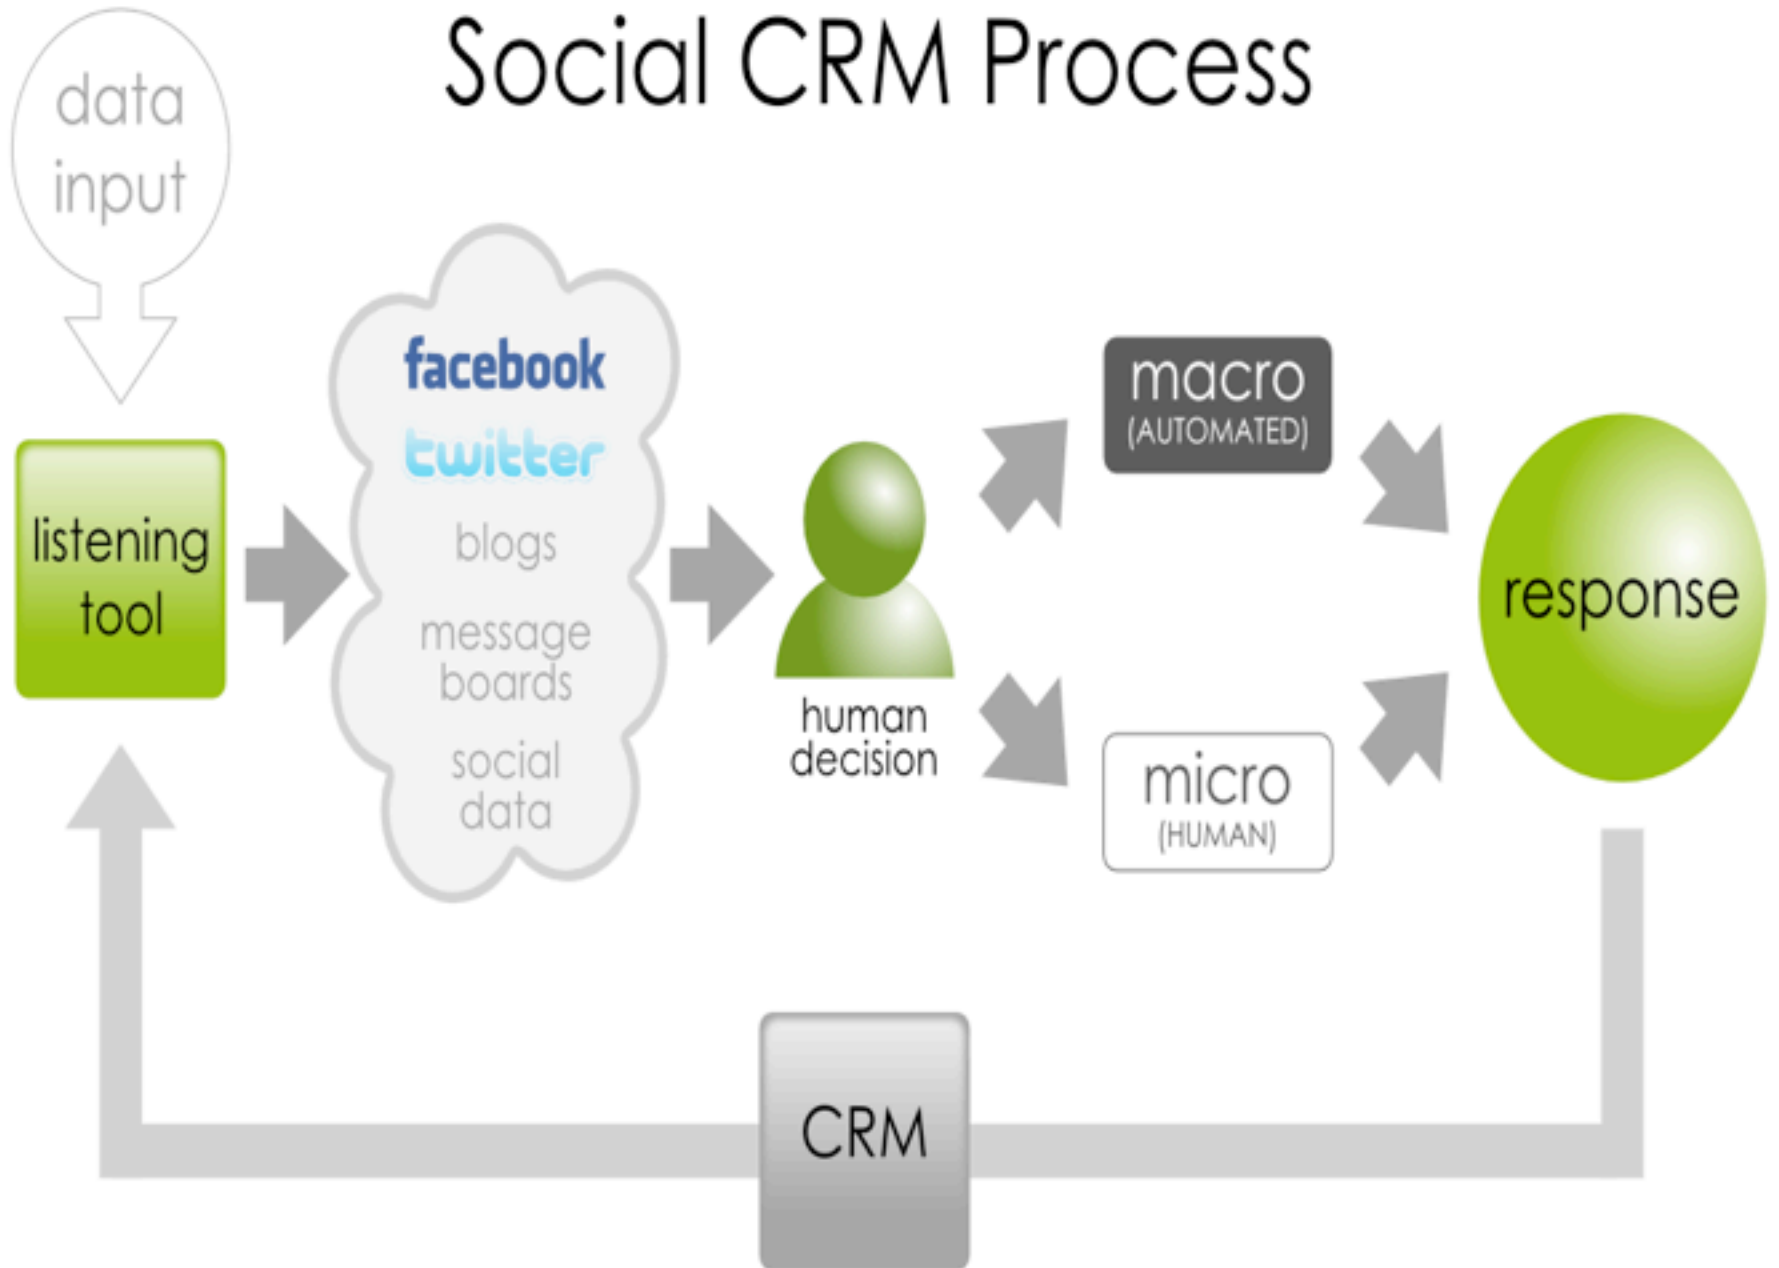 Social CRM Process
data
input
listening
tool
facebook
twitter
blogs
message
boards
social
data
human
decision
macro
(AUTOMATED)
micro
(HUMAN)
response
CRM